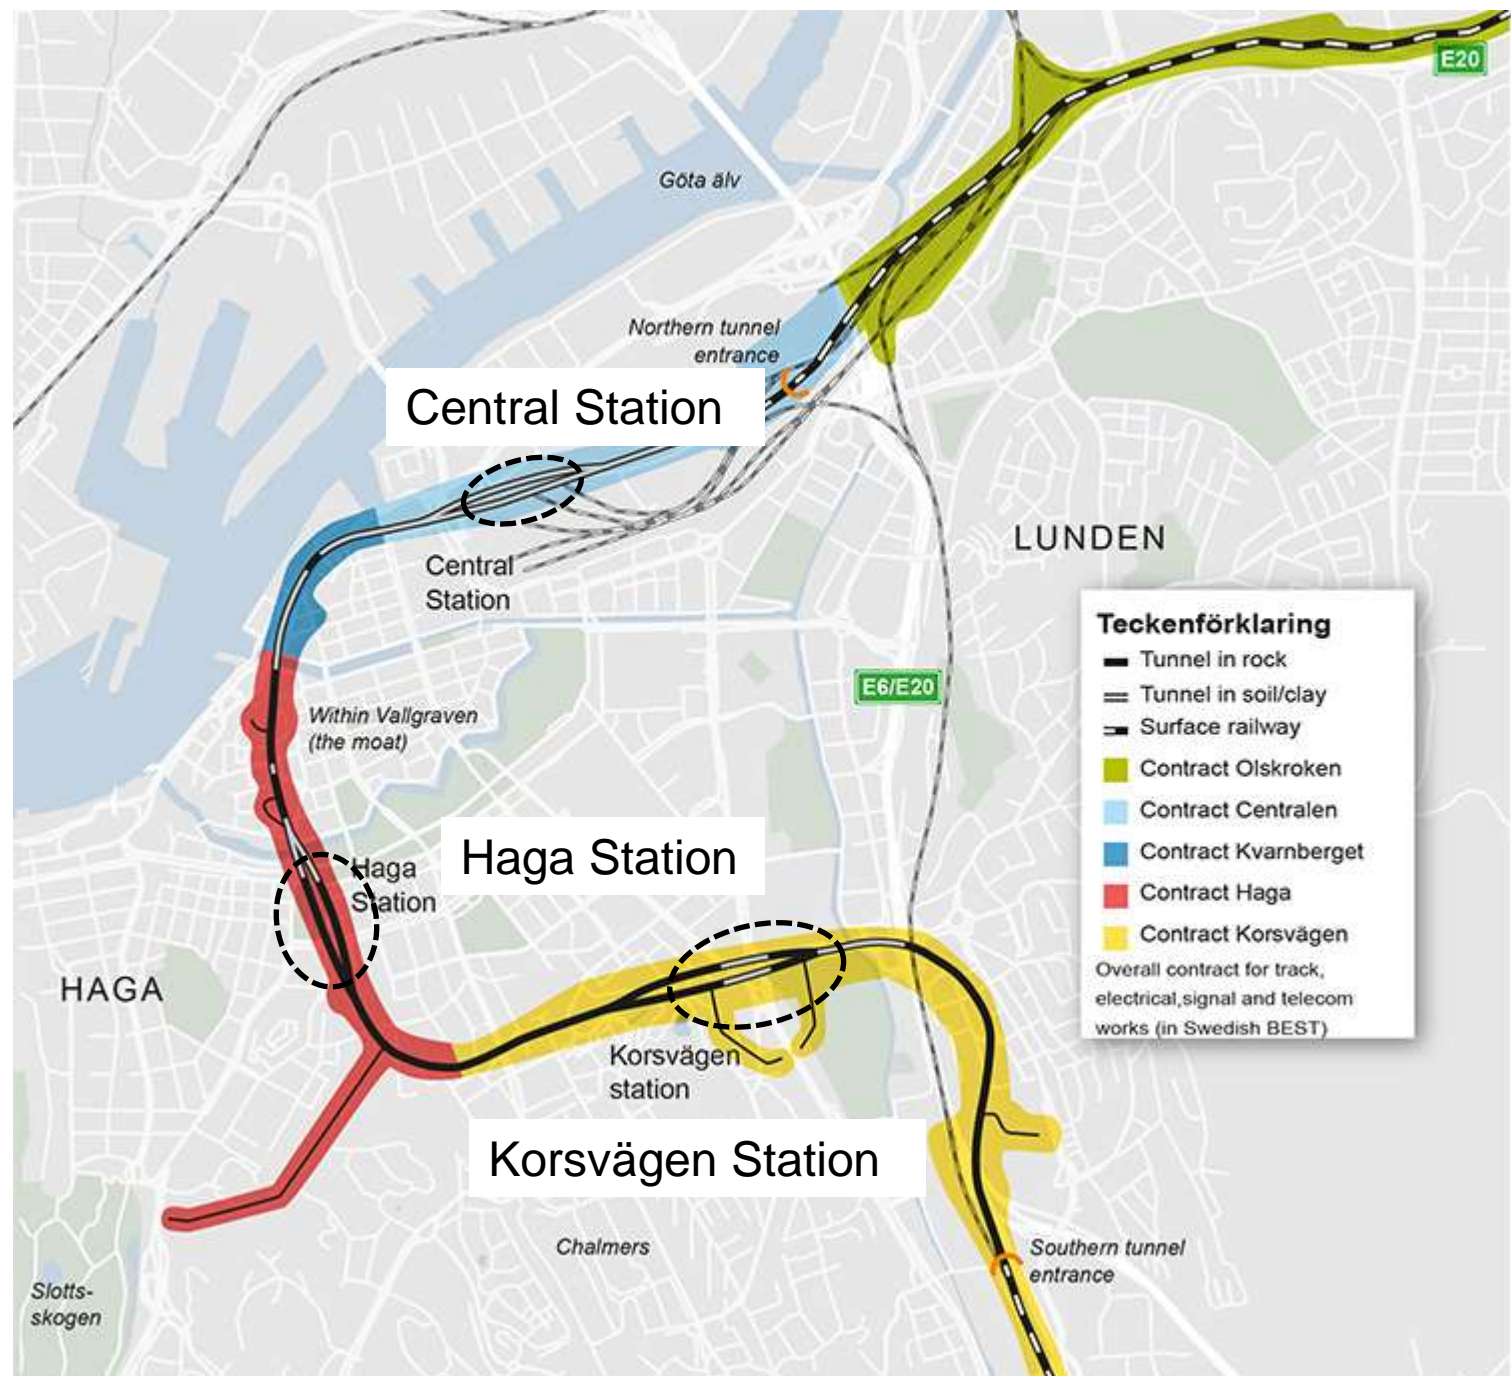 E20
Göta älv
Northern tunnel
entrance
Central Station
Central
Station
LUNDEN
E6/E20
Teckenförklaring
Tunnel in rock
Tunnel in soil/clay
Surface railway
Contract Olskroken
Contract Centralen
Contract Kvarnberget
Contract Haga
Contract Korsvägen
Overall contract for track,
electrical,signal and telecom
works (in Swedish BEST)
Within Vallgraven
(the moat)
Haga Station
Haga
Station
HAGA
Korsvägen
station
Korsvägen Station
Chalmers
Southern tunnel
entrance
Slotts-
skogen